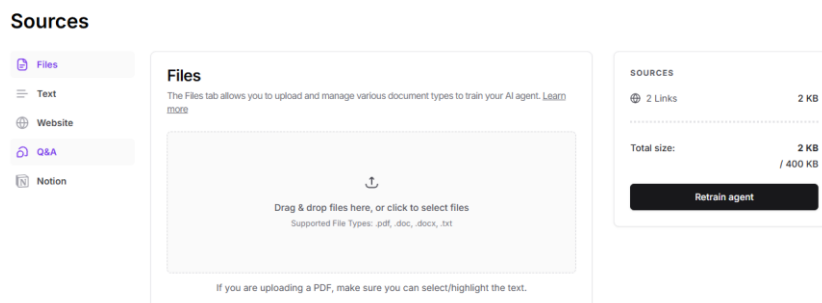 Sources
Files
Text
Website
Q&A
Notion
Files
The Files tab allows you to upload and manage various document types to train your AI agent. Learn
more
Drag & drop files here, or click to select files
Supported File Types: .pdf, .doc, .docx, .txt
If you are uploading a PDF, make sure you can select/highlight the text.
SOURCES
2 Links 2 KB
Total size: 2 KB
/ 400 KB
Retrain agent